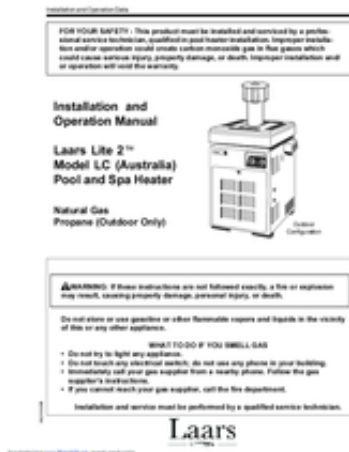 Installation and Operation Data
FOR YOUR SAFETY: This product must be installed and serviced by a profes-
sional service technician, qualified in pool heater installation. Improper installa-
tion and/or operation could create carbon monoxide gas in flue gases which
could cause serious injury, property damage, or death. Improper installation and/
or operation will void the warranty.
Installation and
Operation Manual
Laars Lite 2™
Model LC (Australia)
Pool and Spa Heater
Natural Gas
Propane (Outdoor Only)
Outdoor
Configuration
⚠WARNING: If these instructions are not followed exactly, a fire or explosion
may result, causing property damage, personal injury, or death.
Do not store or use gasoline or other flammable vapors and liquids in the vicinity
of this or any other appliance.
WHAT TO DO IF YOU SMELL GAS
• Do not try to light any appliance.
• Do not touch any electrical switch; do not use any phone in your building.
• Immediately call your gas supplier from a nearby phone. Follow the gas
supplier's instructions.
• If you cannot reach your gas supplier, call the fire department.
Installation and service must be performed by a qualified service technician.
Laars